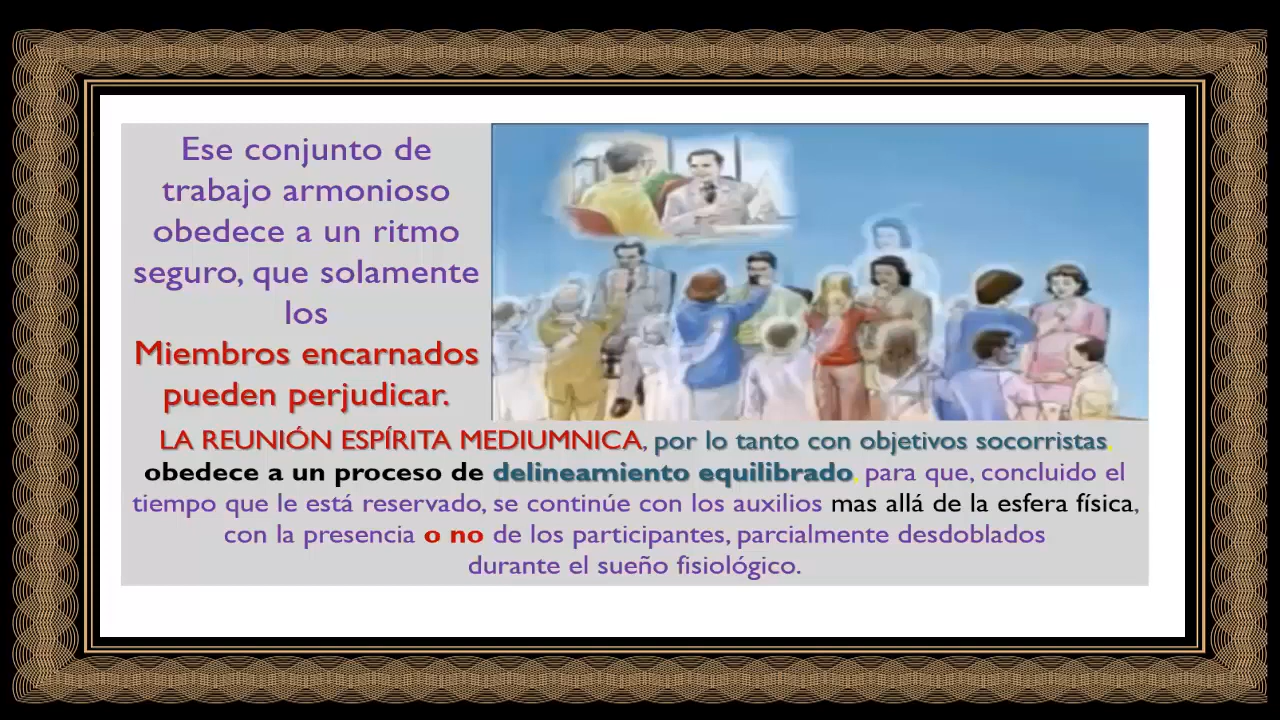 Ese conjunto de
trabajo armonioso
obedece a un ritmo
seguro, que solamente
los
Miembros encarnados
pueden perjudicar.
LA REUNIÓN ESPÍRITA MEDIUMNICA, por lo tanto con objetivos socorristas,
obedece a un proceso de delineamiento equilibrado, para que, concluido el
tiempo que le está reservado, se continúe con los auxilios mas allá de la esfera física,
con la presencia o no de los participantes, parcialmente desdoblados
durante el sueño fisiológico.